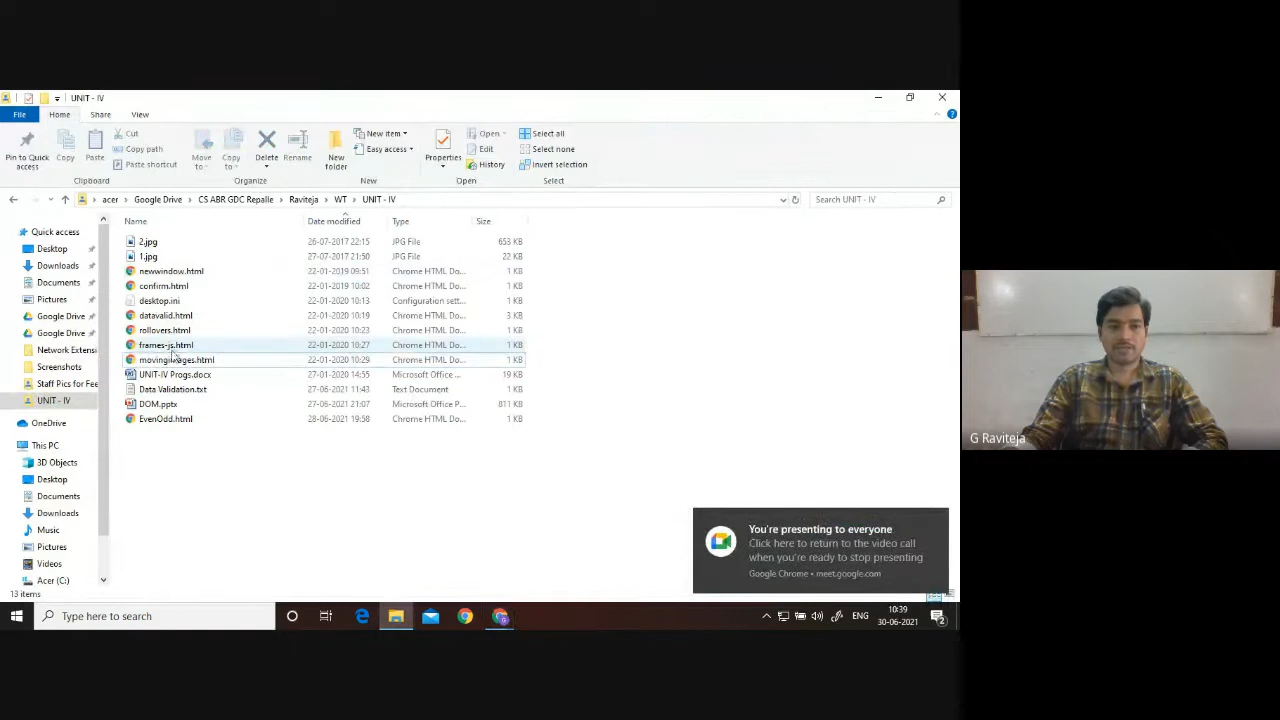 UNIT - IV
File Home Share View
Pin to Quick access
Copy
Paste
Cut
Copy path
Paste shortcut
Clipboard
Move to
Copy to
Delete
Rename
Organize
New folder
New item
Easy access
New
Properties
Open
Edit
History
Open
Select all
Select none
Invert selection
Select
acer Google Drive CS ABR GDC Repalle Raviteja WT UNIT - IV
Search UNIT - IV
Quick access
Desktop
Downloads
Documents
Pictures
Google Drive
Google Drive
Network Extensi
Screenshots
Staff Pics for Fee
UNIT - IV
OneDrive
This PC
3D Objects
Desktop
Documents
Downloads
Music
Pictures
Videos
Acer (C:)
Name Date modified Type Size
2.jpg 26-07-2017 22:15 JPG File 653 KB
1.jpg 27-07-2017 21:50 JPG File 22 KB
newwindow.html 22-01-2019 09:51 Chrome HTML Do... 1 KB
confirm.html 22-01-2019 10:02 Chrome HTML Do... 1 KB
desktop.ini 22-01-2020 10:13 Configuration sett... 1 KB
datavalid.html 22-01-2020 10:19 Chrome HTML Do... 3 KB
rollovers.html 22-01-2020 10:23 Chrome HTML Do... 1 KB
frames-js.html 22-01-2020 10:27 Chrome HTML Do... 1 KB
movingimages.html 22-01-2020 10:29 Chrome HTML Do... 1 KB
UNIT-IV Progs.docx 27-01-2020 14:55 Microsoft Office ... 19 KB
Data Validation.txt 27-06-2021 11:43 Text Document 1 KB
DOM.pptx 27-06-2021 21:07 Microsoft Office P... 811 KB
EvenOdd.html 28-06-2021 19:58 Chrome HTML Do... 1 KB
G Raviteja
You're presenting to everyone
Click here to return to the video call
when you're ready to stop presenting
Google Chrome • meet.google.com
13 items
Type here to search
ENG
10:39
30-06-2021
2